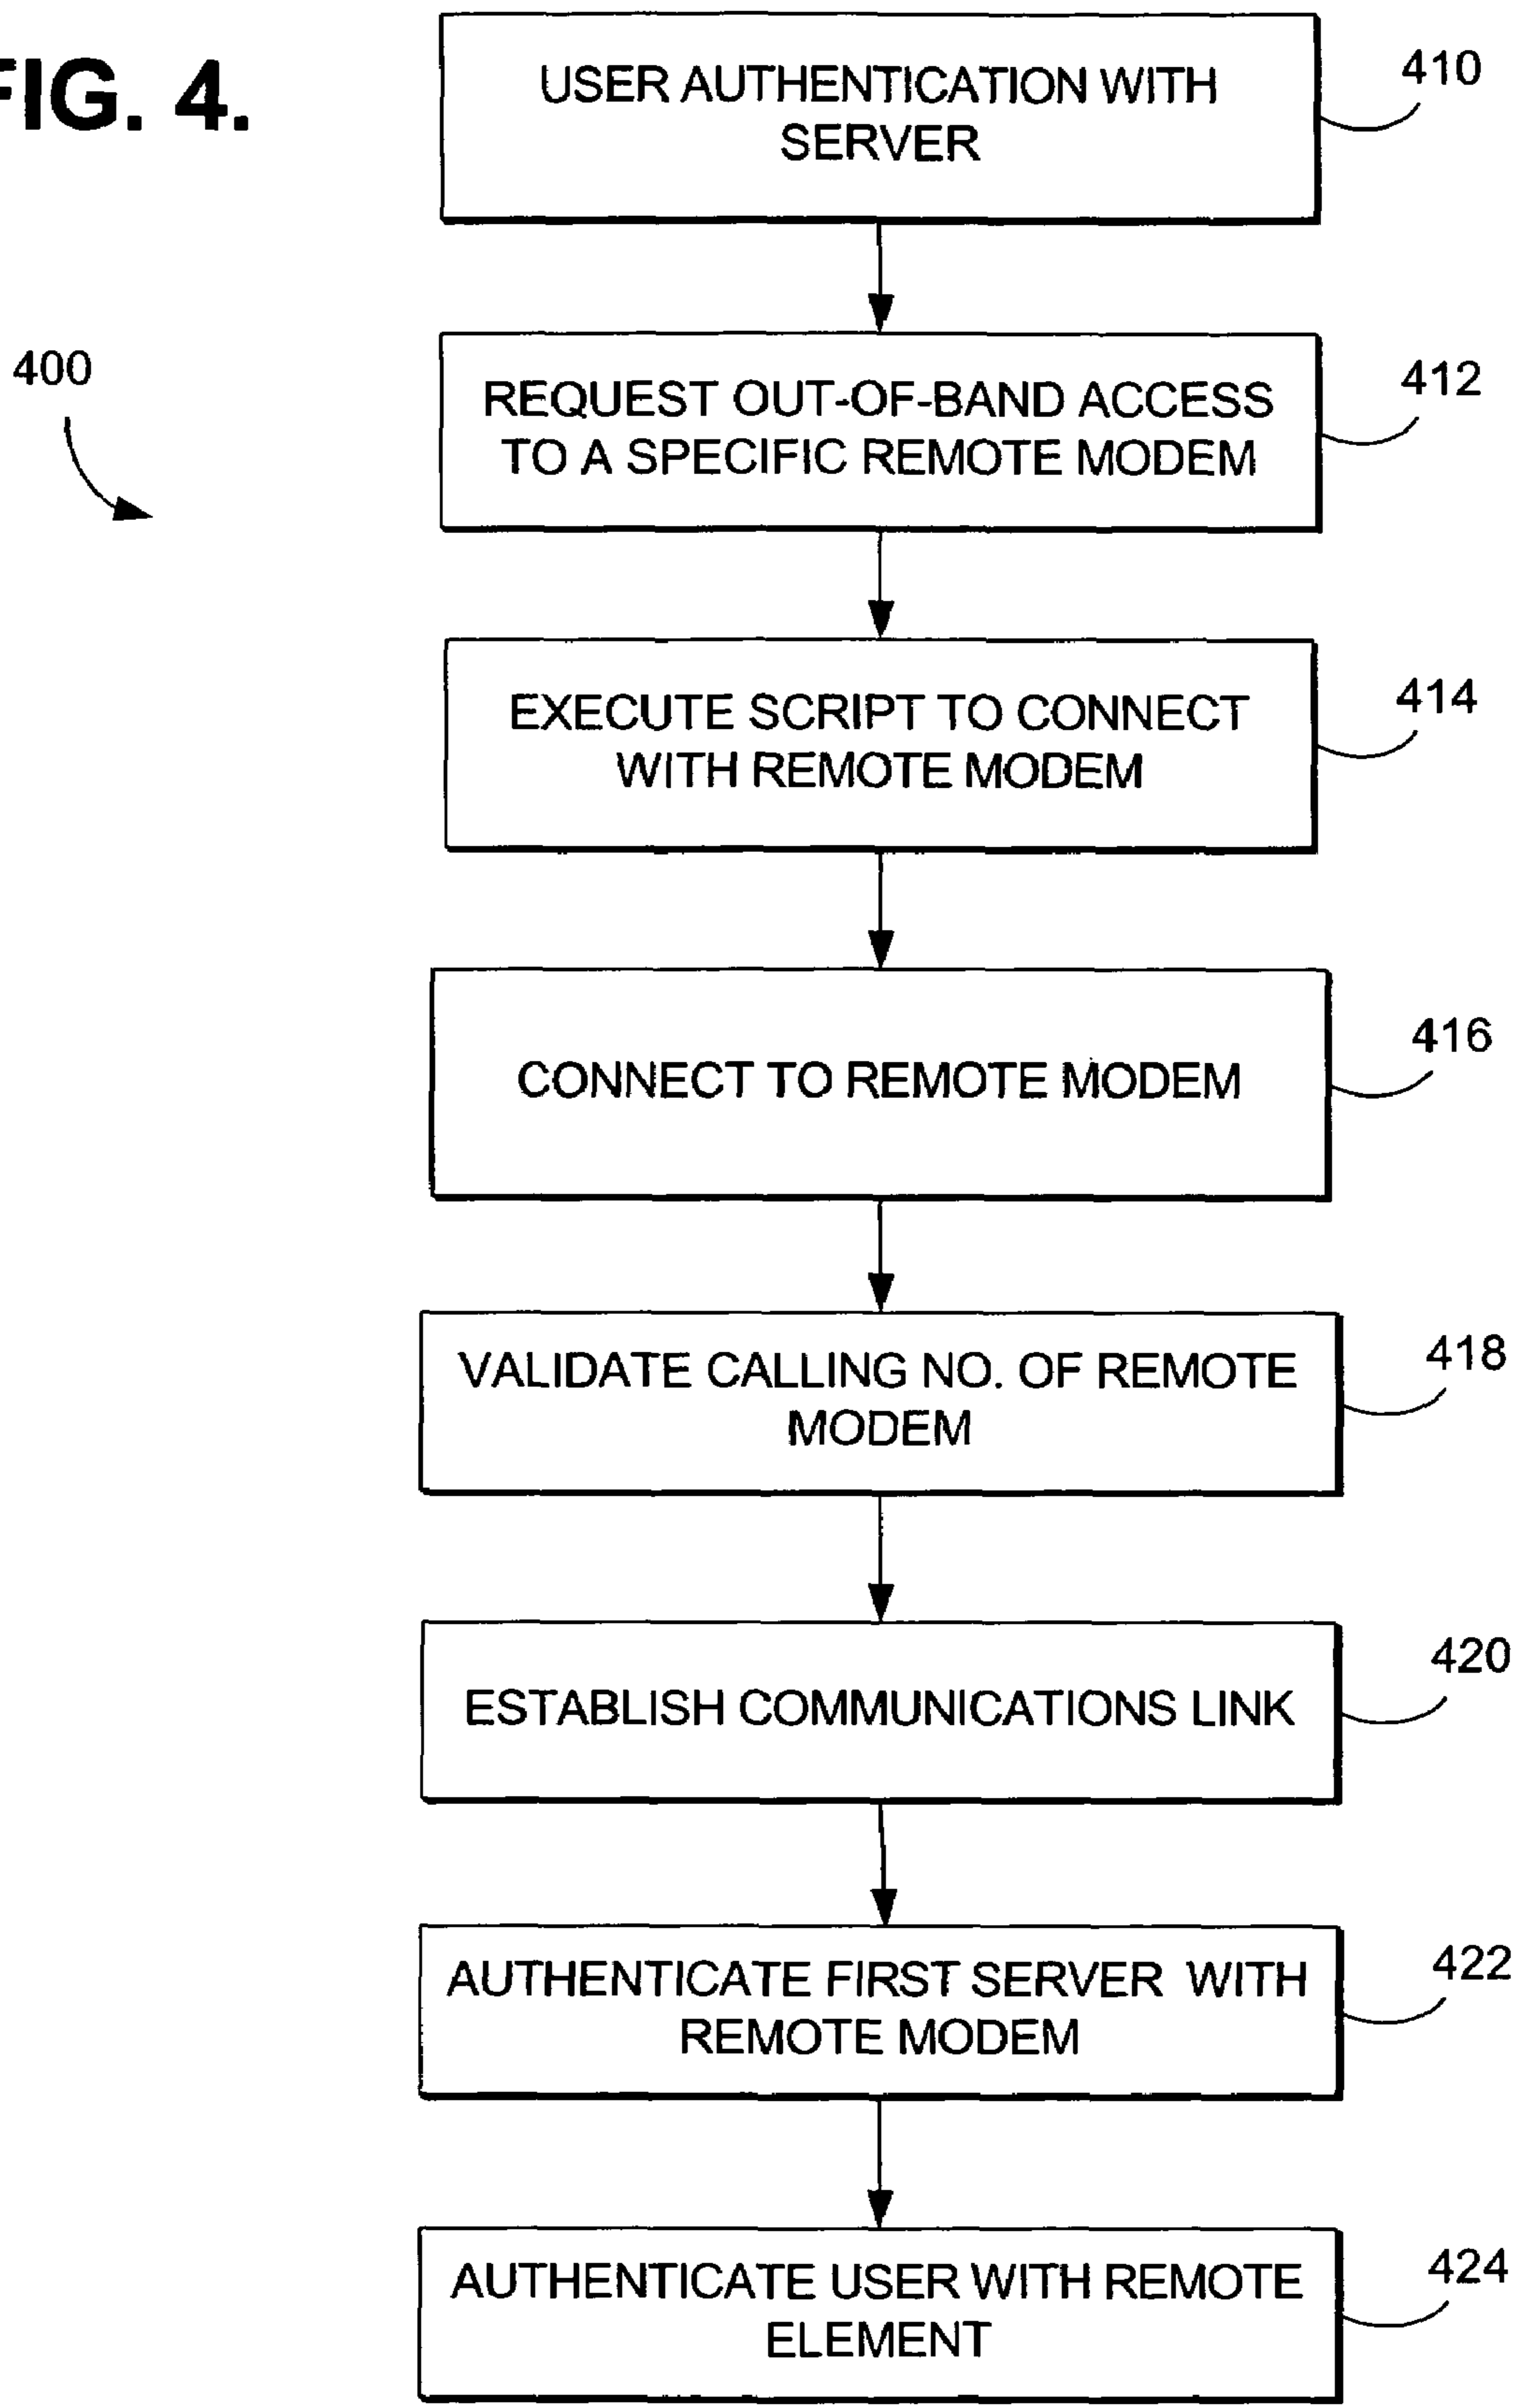 FIG. 4.
400
USER AUTHENTICATION WITH
SERVER
410
REQUEST OUT-OF-BAND ACCESS
TO A SPECIFIC REMOTE MODEM
412
EXECUTE SCRIPT TO CONNECT
WITH REMOTE MODEM
414
CONNECT TO REMOTE MODEM
416
VALIDATE CALLING NO. OF REMOTE
MODEM
418
ESTABLISH COMMUNICATIONS LINK
420
AUTHENTICATE FIRST SERVER WITH
REMOTE MODEM
422
AUTHENTICATE USER WITH REMOTE
ELEMENT
424